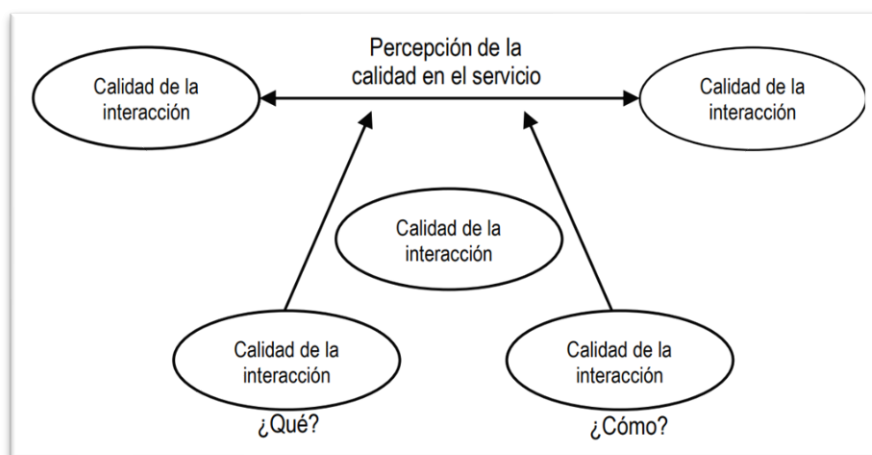 Percepción de la
calidad en el servicio
Calidad de la
interacción
Calidad de la
interacción
Calidad de la
interacción
Calidad de la
interacción
¿Qué?
Calidad de la
interacción
¿Cómo?